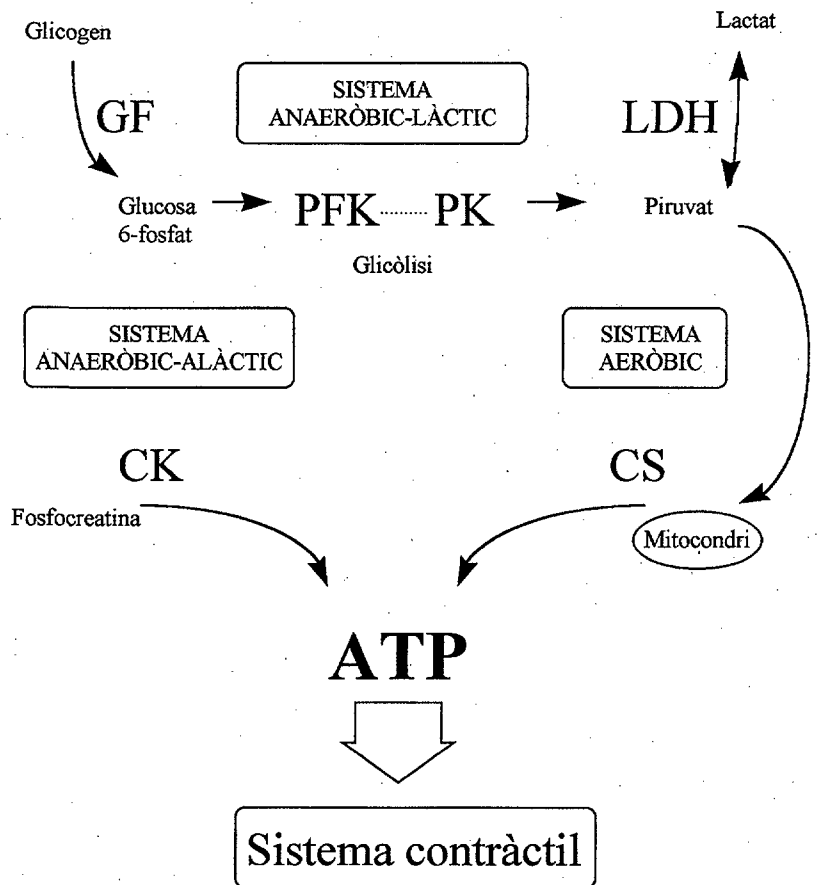 Glicogen
Lactat
SISTEMA
ANAERÒBIC-LÀCTIC
GF
LDH
Glucosa
6-fosfat
PFK.......... PK
Piruvat
Glicòlisi
SISTEMA
ANAERÒBIC-ALÀCTIC
SISTEMA
AERÒBIC
CK
CS
Fosfocreatina
Mitocondri
ATP
Sistema contràctil